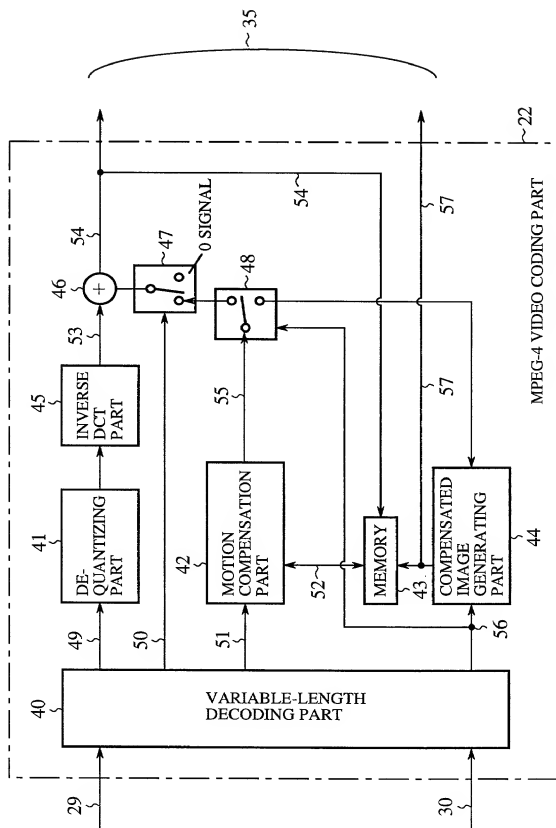 35
22
54
54
57
46
47
0 SIGNAL
48
53
45
INVERSE
DCT
PART
55
57
MPEG-4 VIDEO CODING PART
41
DE-
QUANTIZING
PART
42
MOTION
COMPENSATION
PART
52
MEMORY
43
COMPENSATED
IMAGE
GENERATING
PART
44
49
50
51
56
40
VARIABLE-LENGTH
DECODING PART
29
30